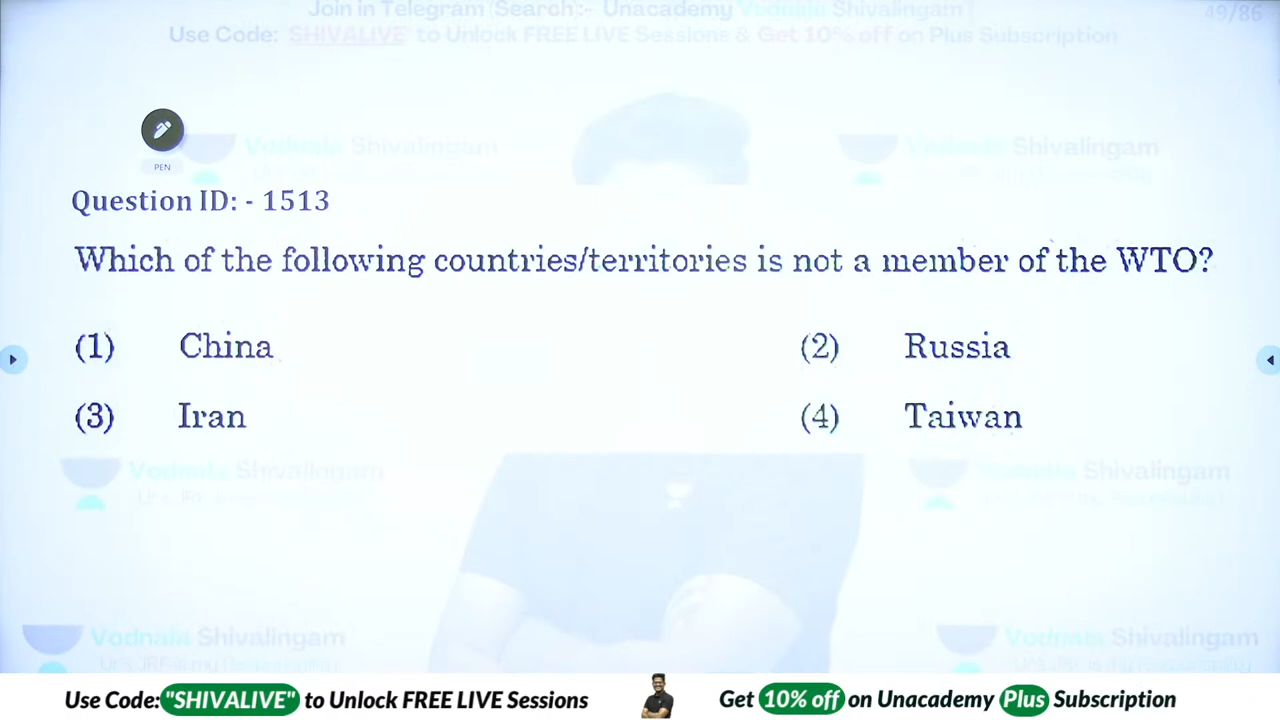 Join in Telegram (Search):- Unacademy Vodnala Shivalingam
49/86
Use Code: SHIVALIVE to Unlock FREE LIVE Sessions & Get 10% off on Plus Subscription
Vodnala Shivalingam
Vodnala Shivalingam
PEN
Question ID: - 1513
Which of the following countries/territories is not a member of the WTO?
(1) China (2) Russia
(3) Iran (4) Taiwan
Vodnala Shivalingam
Vodnala Shivalingam
Vodnala Shivalingam
Vodnala Shivalingam
Use Code: "SHIVALIVE" to Unlock FREE LIVE Sessions
Get 10% off on Unacademy Plus Subscription